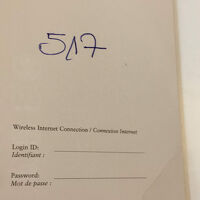 517
Wireless Internet Connection / Connexion Internet
Login ID:
Identifiant :
Password:
Mot de passe :